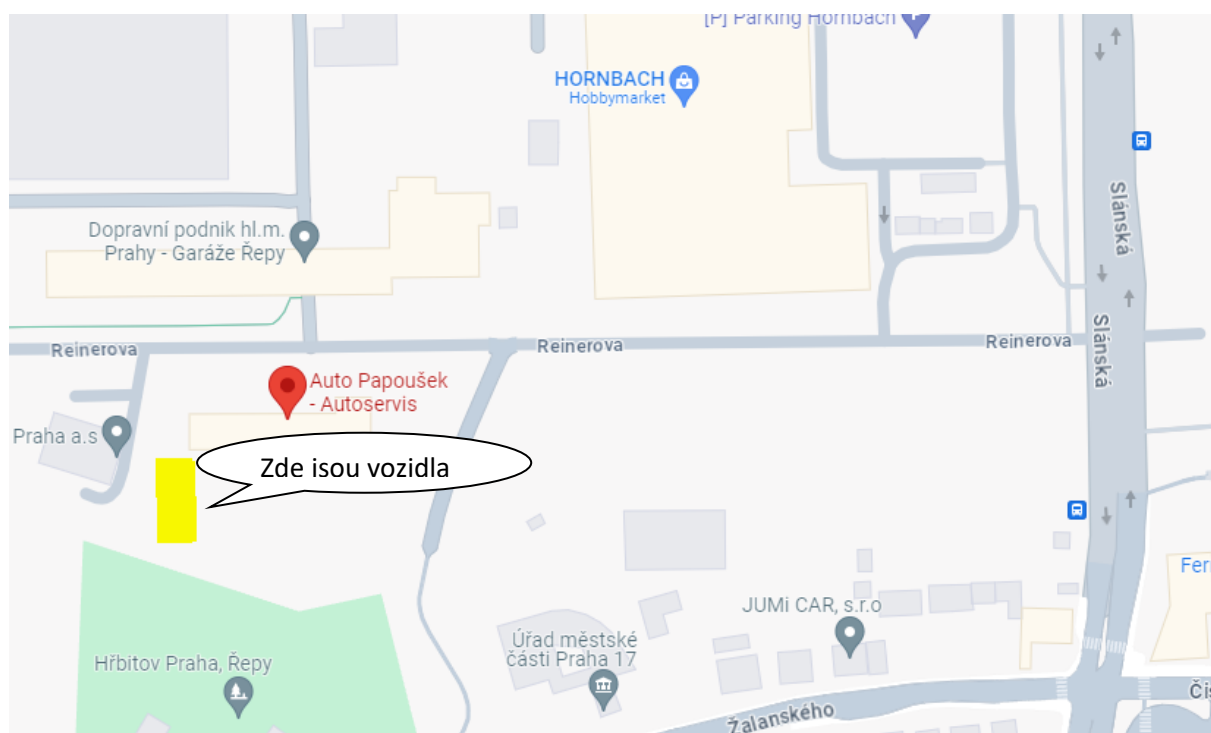 [P] Parking Hornbach
P
HORNBACH
Hobbymarket
Slánská
Dopravní podnik hl.m.
Prahy - Garáže Řepy
Reinerova
Reinerova
Reinerova
Slánská
Auto Papoušek
- Autoservis
Praha a.s
Zde isou vozidla
Fer
JUMi CAR, s.r.o
Úřad městské
části Praha 17
Hřbitov Praha, Řepy
Žalanského
Či